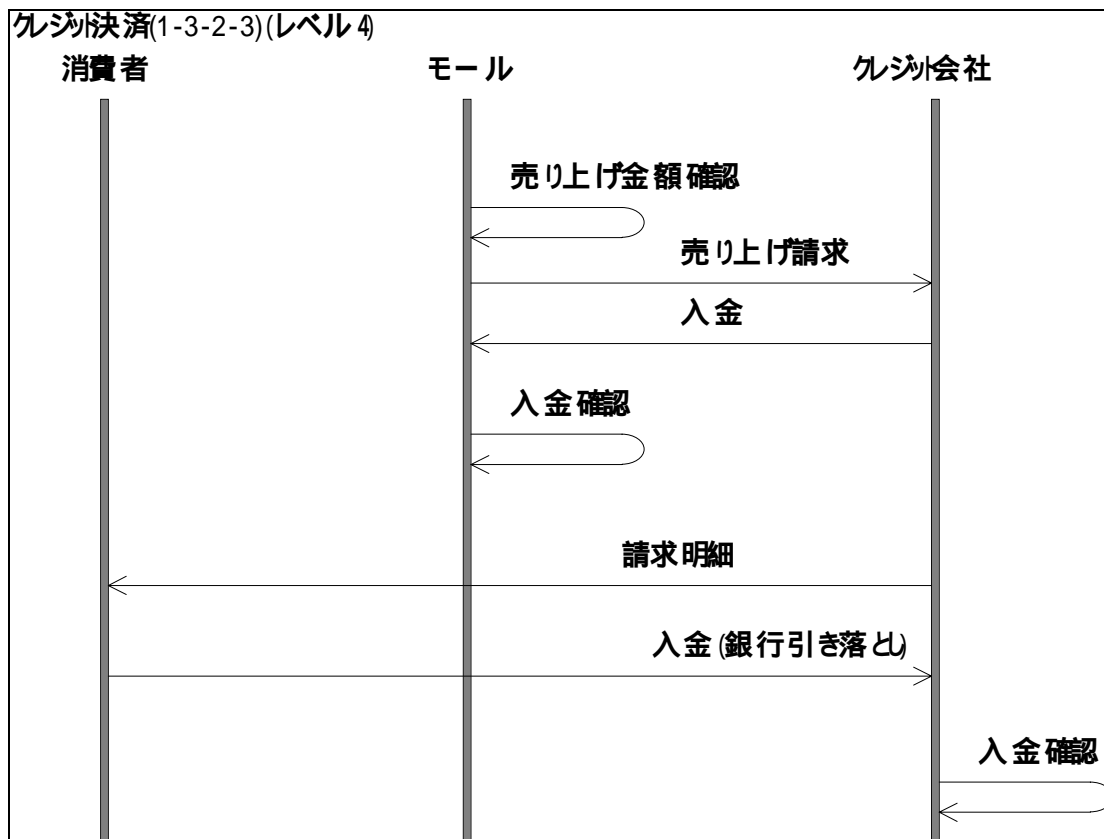 クレジット決済(1-3-2-3)(レベル4)
消費者 モール クレジット会社
売り上げ金額確認
売り上げ請求
入金
入金確認
請求明細
入金(銀行引き落とし)
入金確認